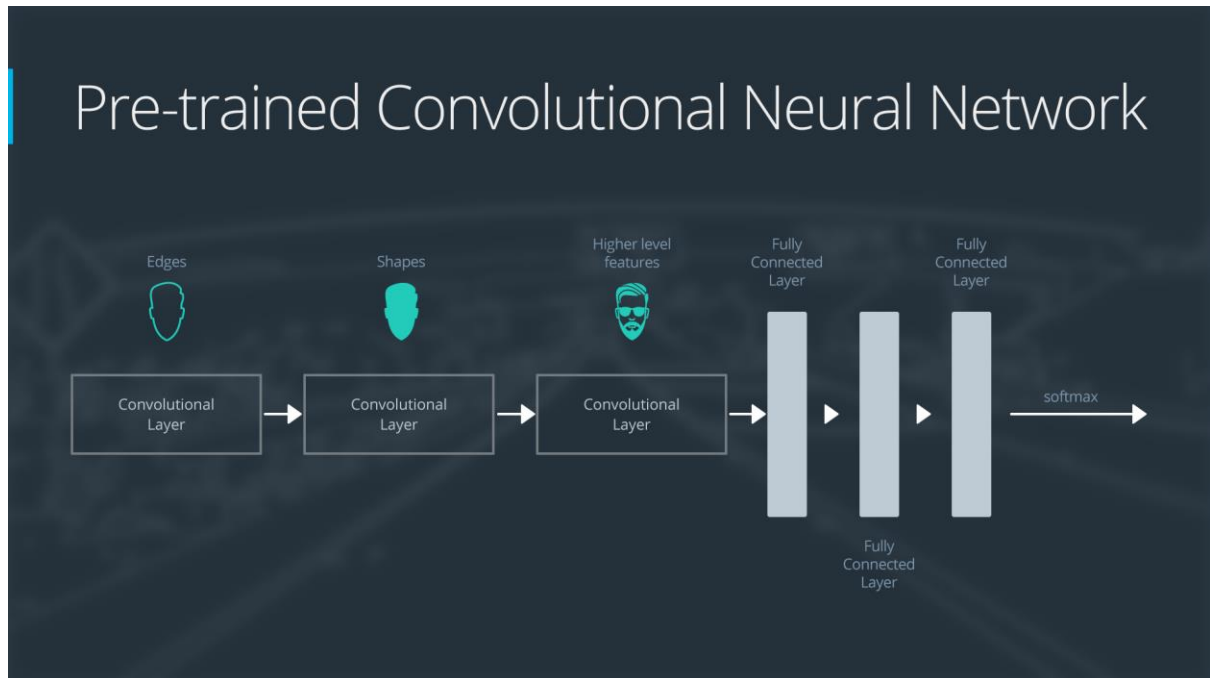 Pre-trained Convolutional Neural Network
Edges
Shapes
Higher level
features
Fully
Connected
Layer
Fully
Connected
Layer
Convolutional
Layer
Convolutional
Layer
Convolutional
Layer
softmax
Fully
Connected
Layer